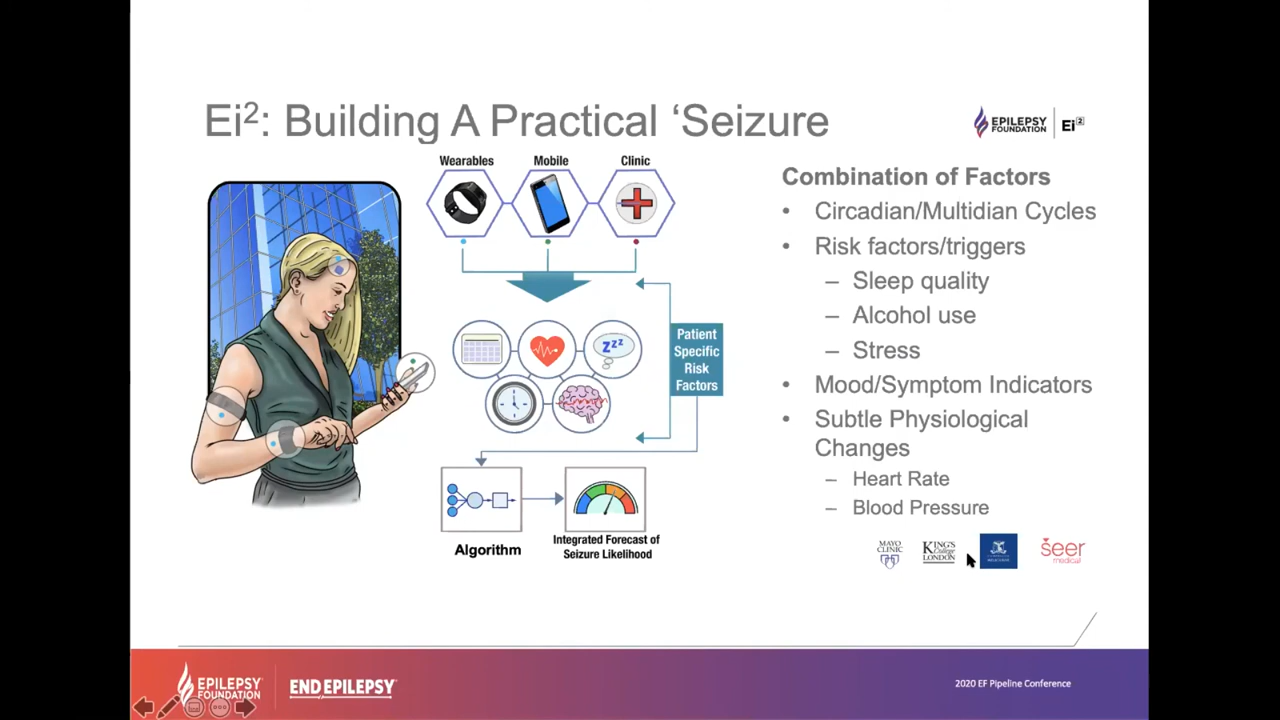 Ei²: Building A Practical ‘Seizure
EPILEPSY
FOUNDATION
Ei²
Wearables
Mobile
Clinic
zzz
Patient
Specific
Risk
Factors
Algorithm
Integrated Forecast of
Seizure Likelihood
Combination of Factors
• Circadian/Multidian Cycles
• Risk factors/triggers
– Sleep quality
– Alcohol use
– Stress
• Mood/Symptom Indicators
• Subtle Physiological
Changes
– Heart Rate
– Blood Pressure
MAYO
CLINIC
KING'S
College
LONDON
seer
medical
EPILEPSY
FOUNDATION
END EPILEPSY
2020 EF Pipeline Conference